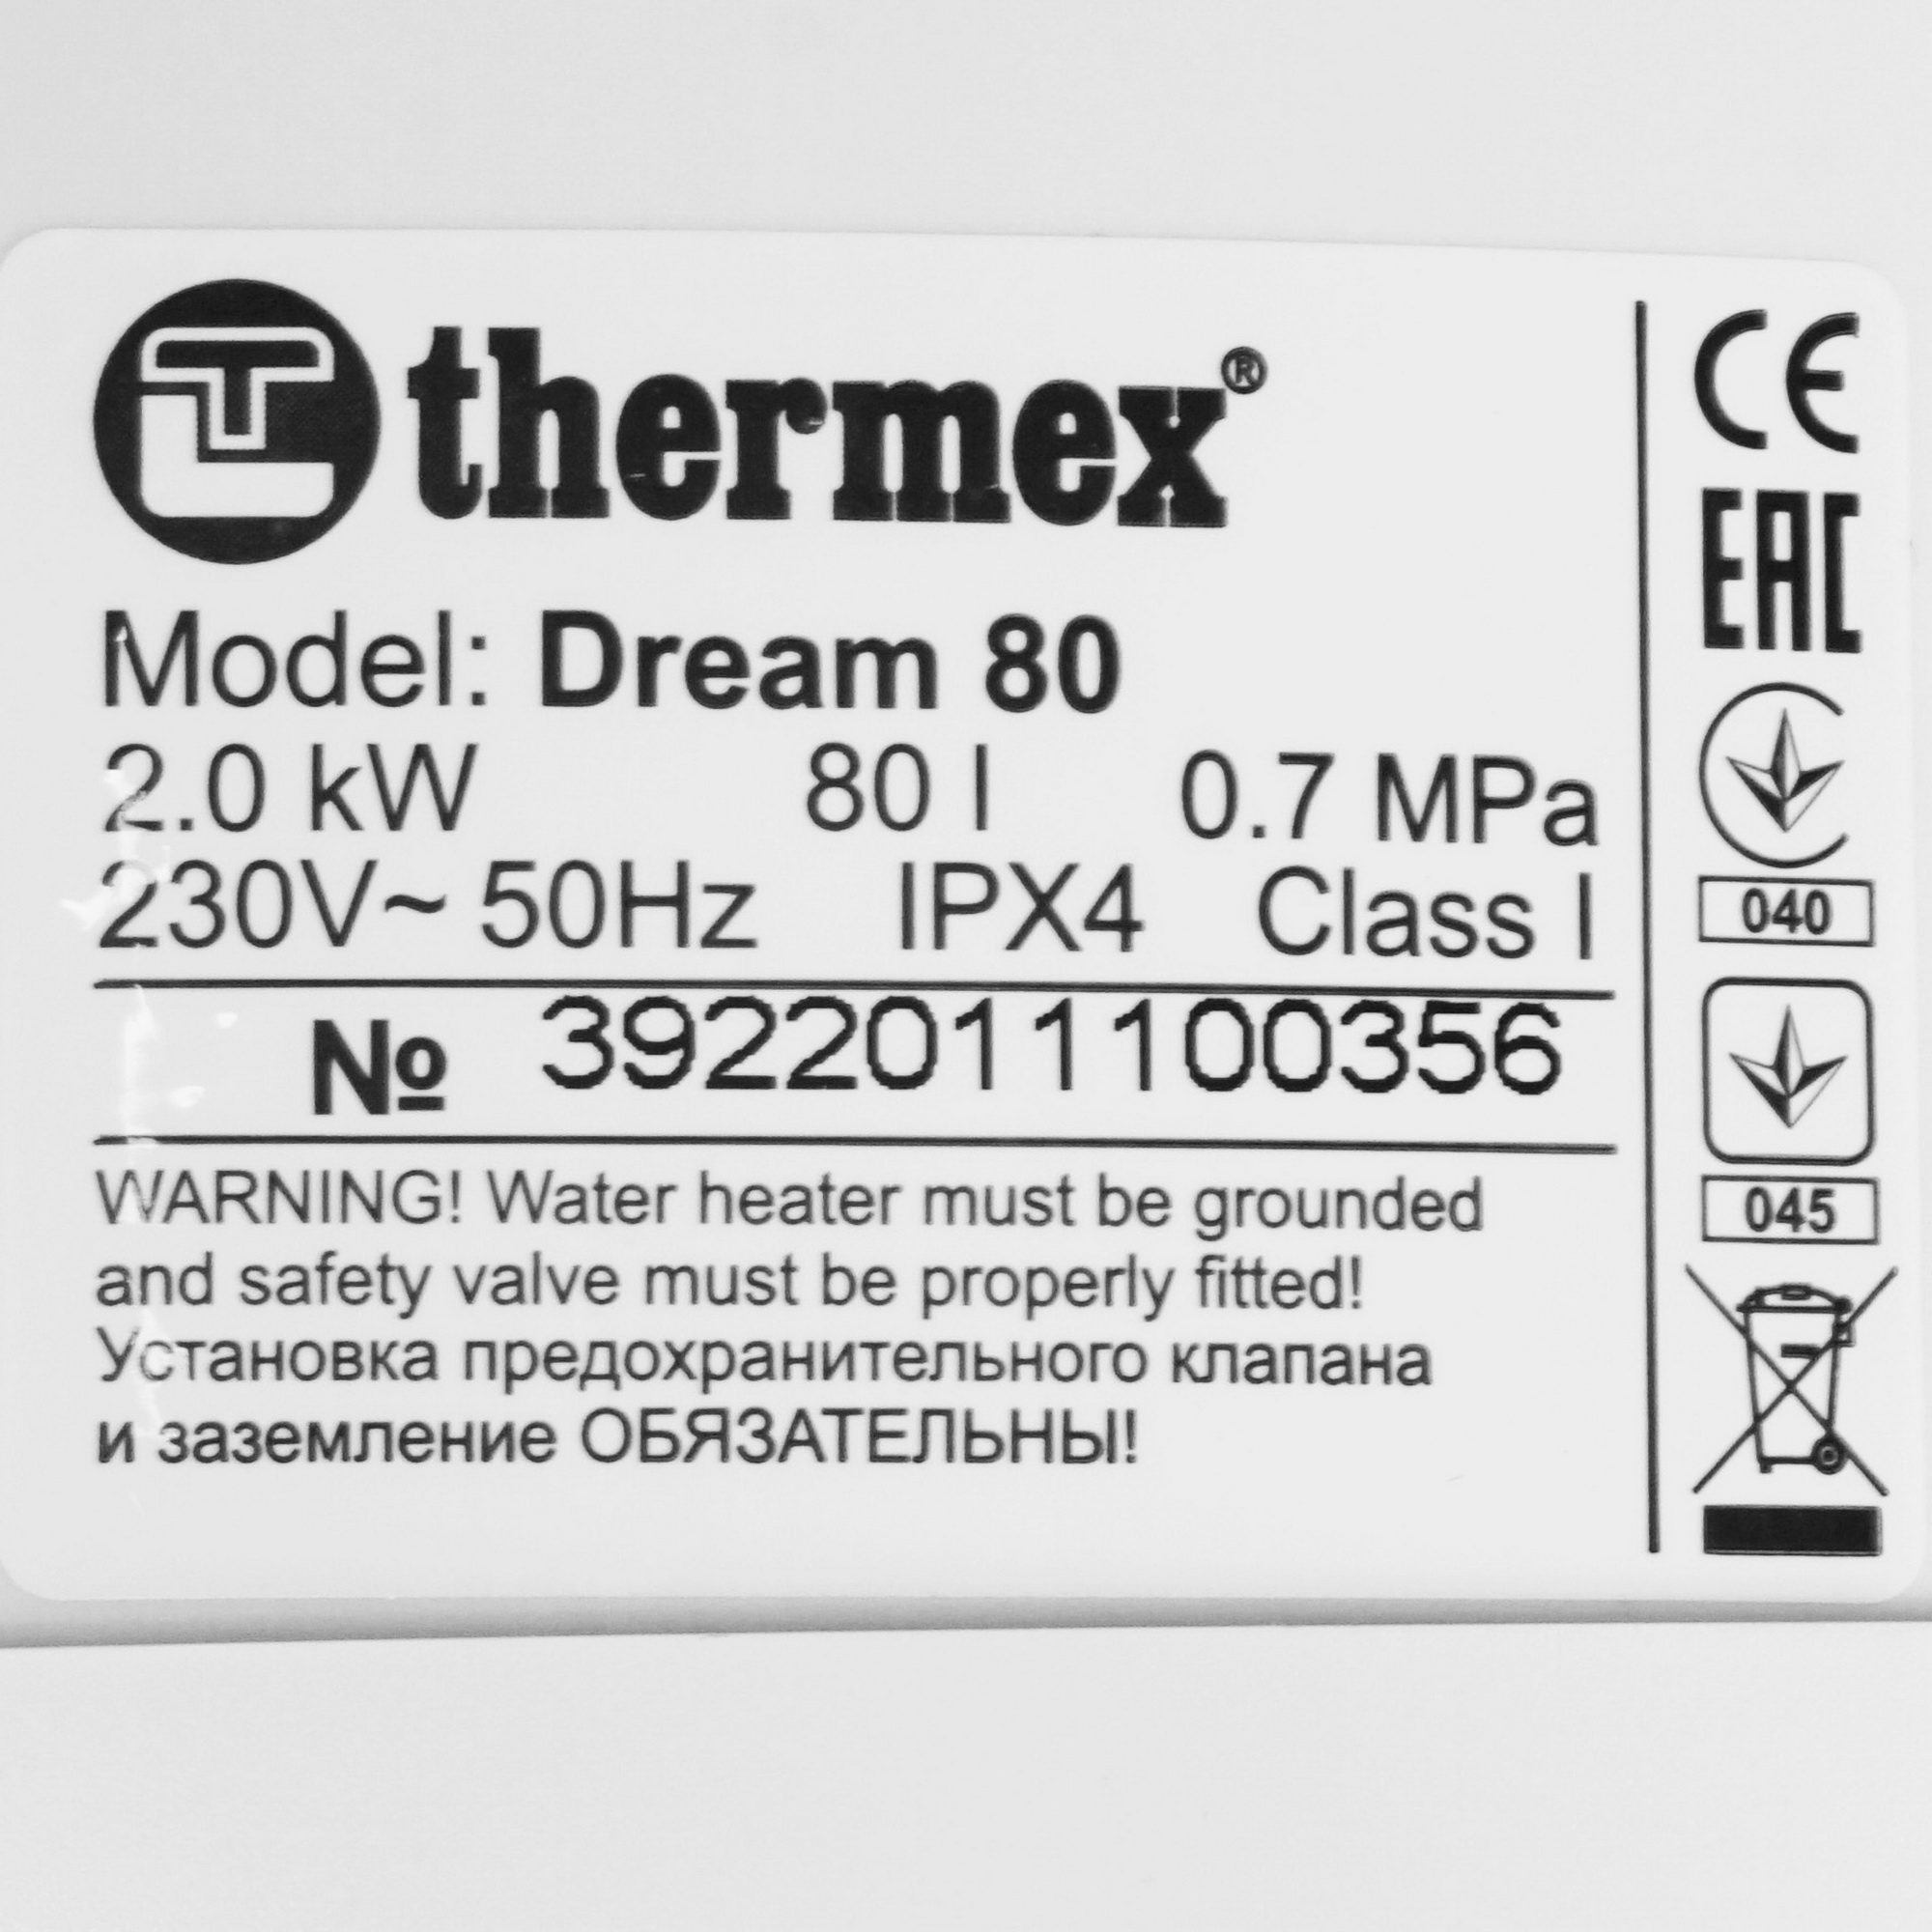 thermex®
Model: Dream 80
2.0 kW 80 l 0.7 MPa
230V~ 50Hz IPX4 Class I
№ 3922011100356
WARNING! Water heater must be grounded
and safety valve must be properly fitted!
Установка предохранительного клапана
и заземление ОБЯЗАТЕЛЬНЫ!
CE
EAC
040
045